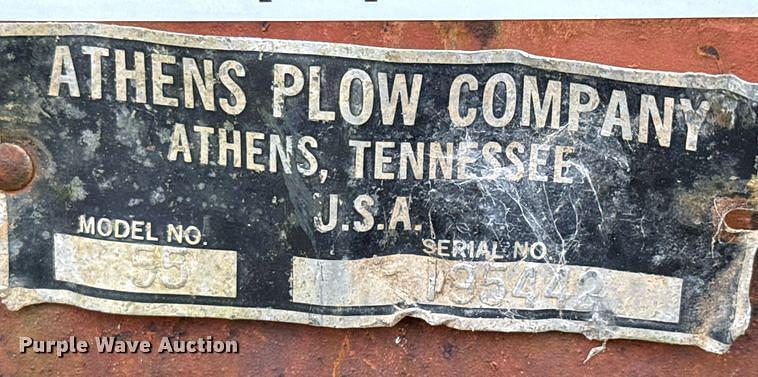 ATHENS PLOW COMPANY
ATHENS, TENNESSEE
U.S.A.
MODEL NO. SERIAL NO.
55 195442
Purple Wave Auction